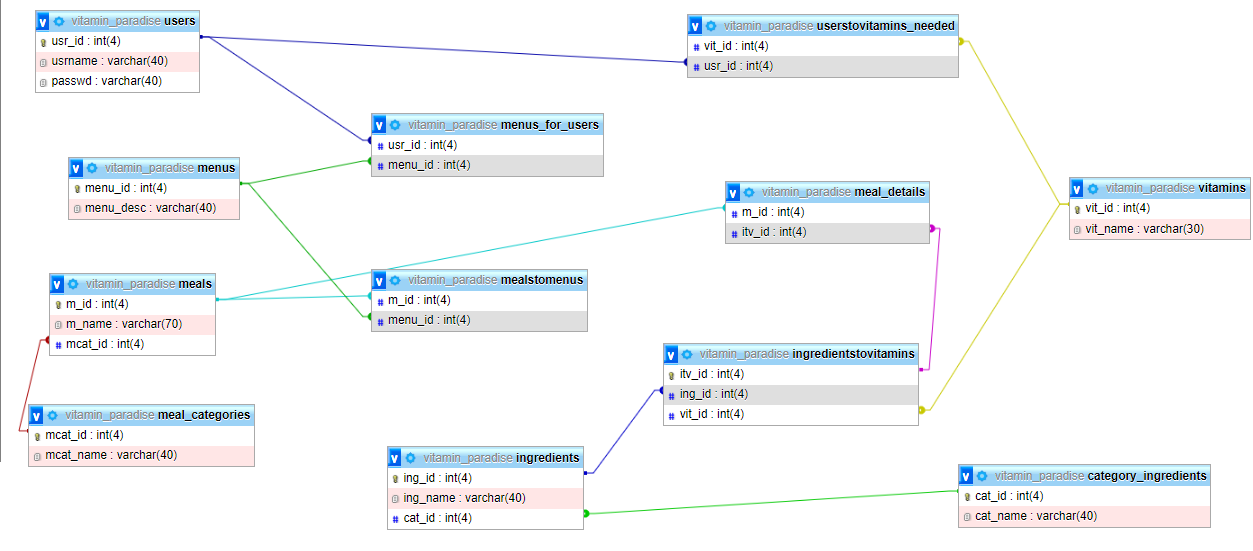 vitamin_paradise users
usr_id : int(4)
usrname : varchar(40)
passwd : varchar(40)
vitamin_paradise userstovitamins_needed
vit_id : int(4)
usr_id : int(4)
vitamin_paradise menus_for_users
usr_id : int(4)
menu_id : int(4)
vitamin_paradise menus
menu_id : int(4)
menu_desc : varchar(40)
vitamin_paradise meal_details
m_id : int(4)
itv_id : int(4)
vitamin_paradise vitamins
vit_id : int(4)
vit_name : varchar(30)
vitamin_paradise meals
m_id : int(4)
m_name : varchar(70)
mcat_id : int(4)
vitamin_paradise mealstomenus
m_id : int(4)
menu_id : int(4)
vitamin_paradise ingredientstovitamins
itv_id : int(4)
ing_id : int(4)
vit_id : int(4)
vitamin_paradise meal_categories
mcat_id : int(4)
mcat_name : varchar(40)
vitamin_paradise ingredients
ing_id : int(4)
ing_name : varchar(40)
cat_id : int(4)
vitamin_paradise category_ingredients
cat_id : int(4)
cat_name : varchar(40)